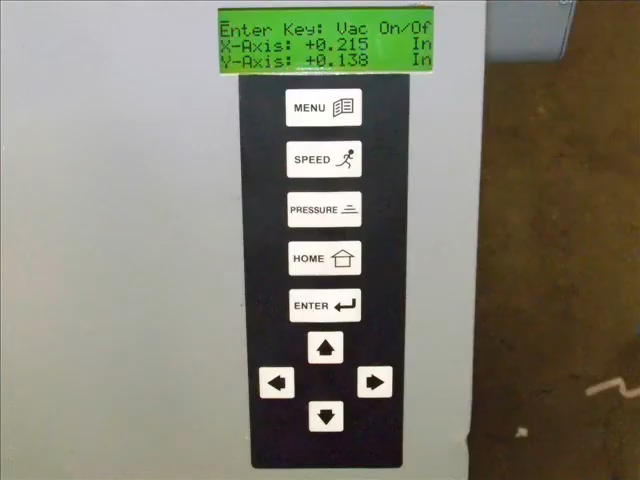 Enter Key: Vac On/Of
X-Axis: +0.215 In
Y-Axis: +0.138 In
MENU
SPEED
PRESSURE
HOME
ENTER